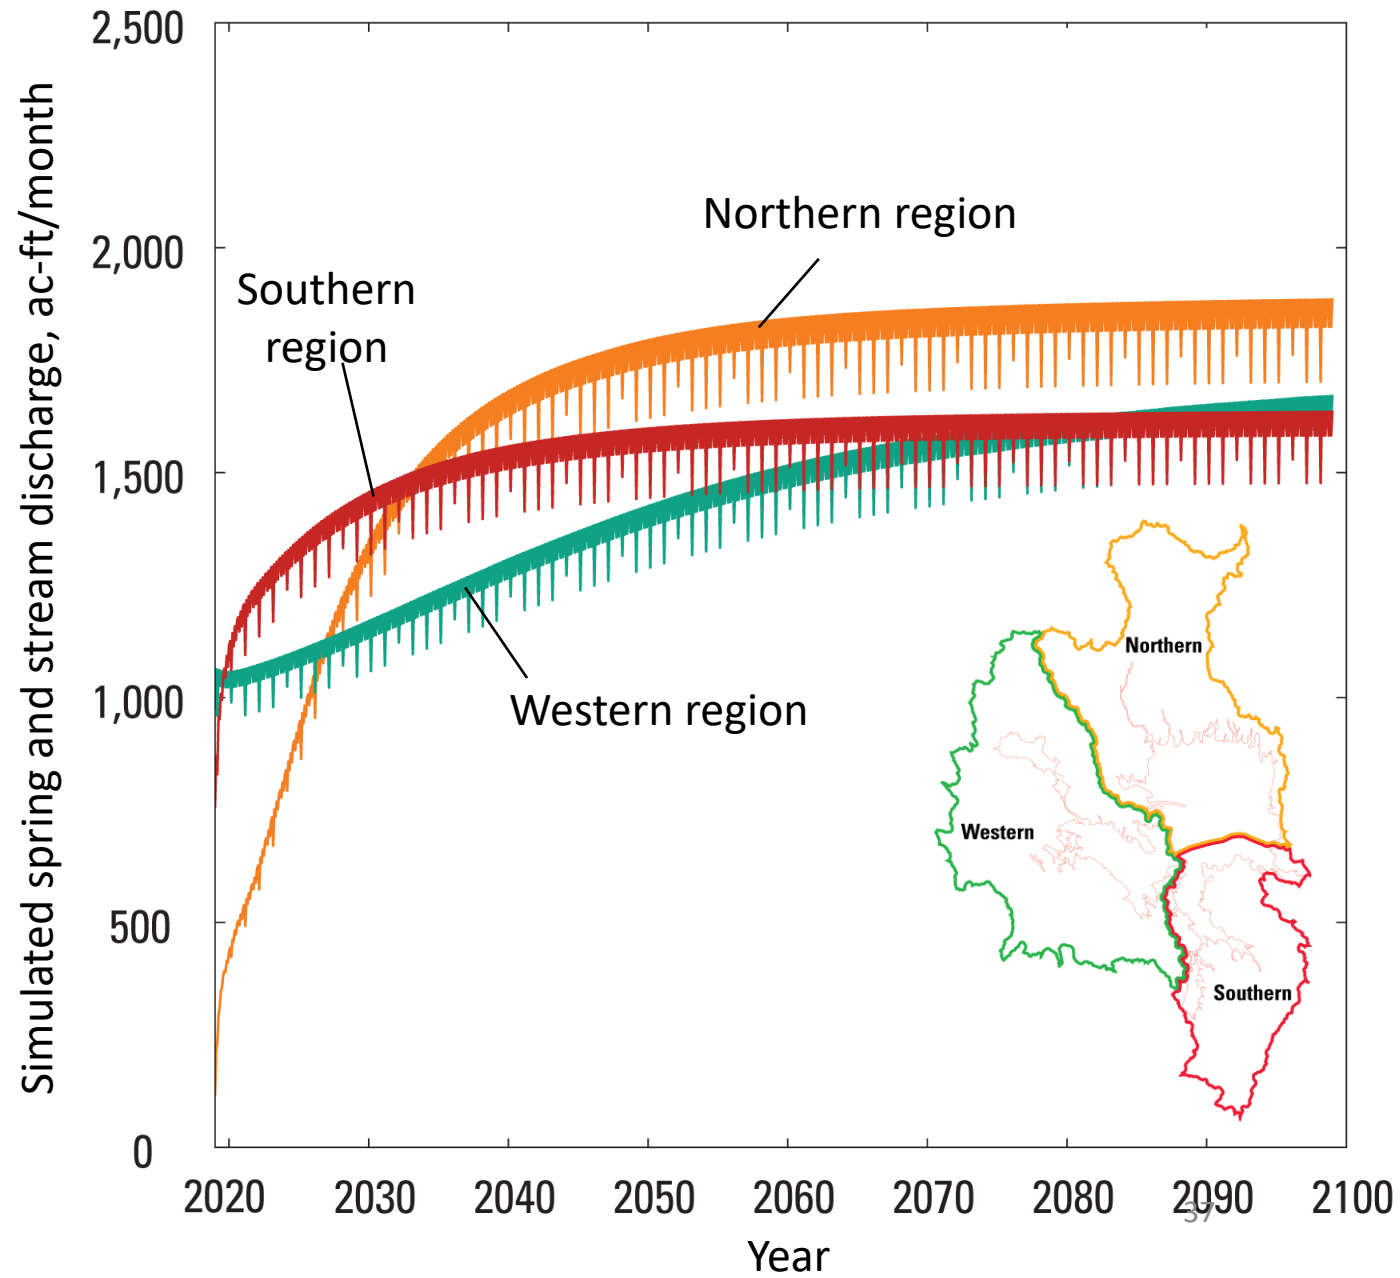 Simulated spring and stream discharge, ac-ft/month
2,500
2,000
1,500
1,000
500
0
Northern region
Southern
region
Western region
Northern
Western
Southern
2020
2030
2040
2050
2060
2070
2080
2090
2100
37
Year